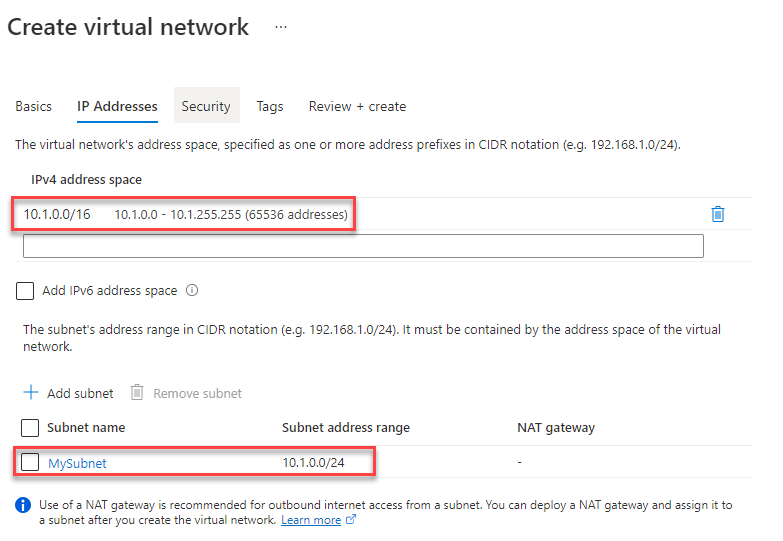 Create virtual network ...
Basics IP Addresses Security Tags Review + create
The virtual network's address space, specified as one or more address prefixes in CIDR notation (e.g. 192.168.1.0/24).
IPv4 address space
10.1.0.0/16 10.1.0.0 - 10.1.255.255 (65536 addresses)
Add IPv6 address space
The subnet's address range in CIDR notation (e.g. 192.168.1.0/24). It must be contained by the address space of the virtual
network.
+ Add subnet Remove subnet
Subnet name Subnet address range NAT gateway
MySubnet 10.1.0.0/24 -
Use of a NAT gateway is recommended for outbound internet access from a subnet. You can deploy a NAT gateway and assign it to
a subnet after you create the virtual network. Learn more